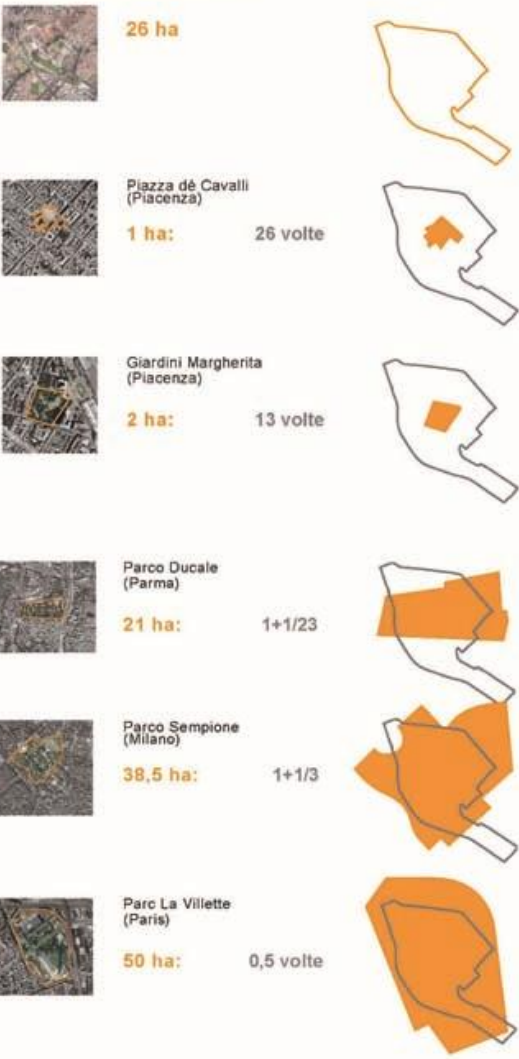 26 ha
Piazza dé Cavalli
(Piacenza)
1 ha: 26 volte
Giardini Margherita
(Piacenza)
2 ha: 13 volte
Parco Ducale
(Parma)
21 ha: 1+1/23
Parco Sempione
(Milano)
38,5 ha: 1+1/3
Parc La Villette
(Paris)
50 ha: 0,5 volte